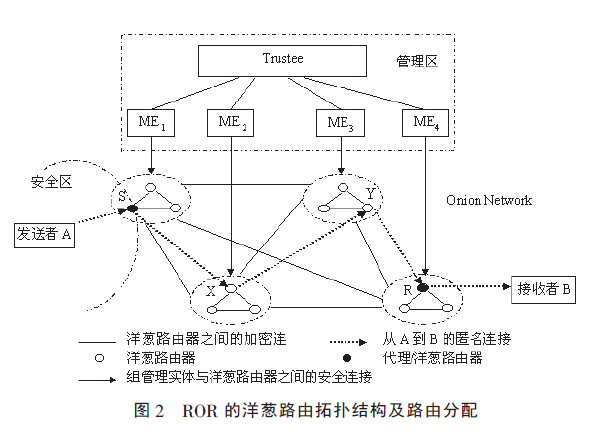 Trustee
管理区
ME1
ME2
ME3
ME4
安全区
S
Y
Onion Network
发送者 A
X
R
接收者 B
洋葱路由器之间的加密连
从 A 到 B 的匿名连接
洋葱路由器
代理/洋葱路由器
组管理实体与洋葱路由器之间的安全连接
图 2 ROR 的洋葱路由拓扑结构及路由分配